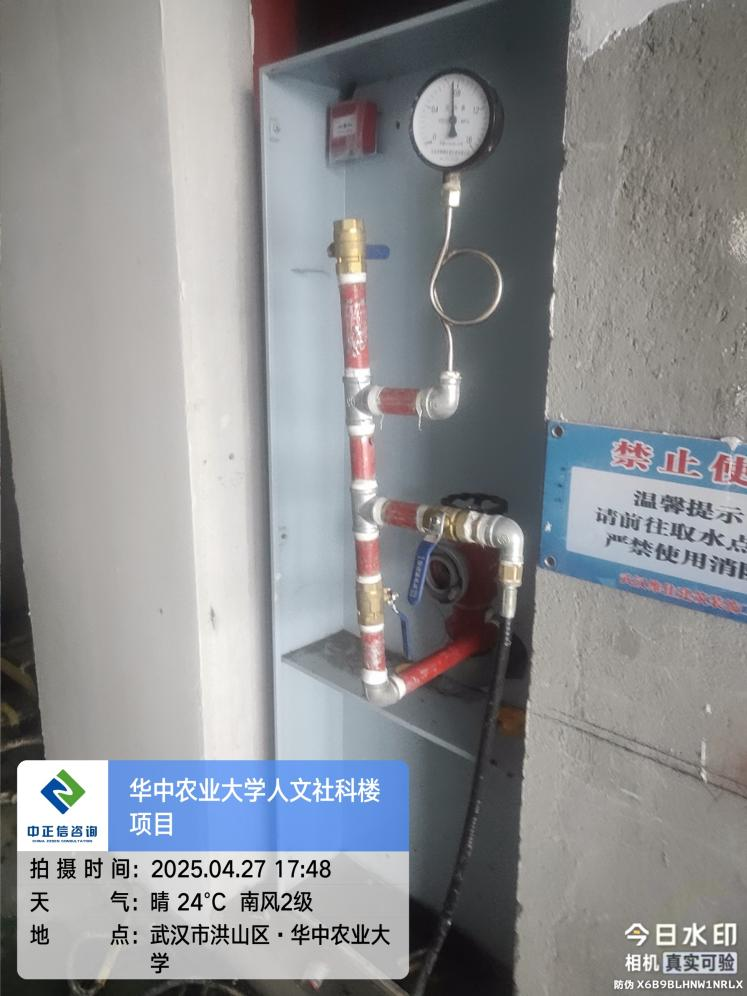 禁止使
温馨提示
请前往取水点
严禁使用消防
中正信咨询
CHINA ZOSEN CONSULTATION
华中农业大学人文社科楼
项目
拍摄时间: 2025.04.27 17:48
天气: 晴 24℃ 南风2级
地点: 武汉市洪山区·华中农业大
学
今日水印
相机 真实可验
防伪 X6B9BLHNW1NRLX